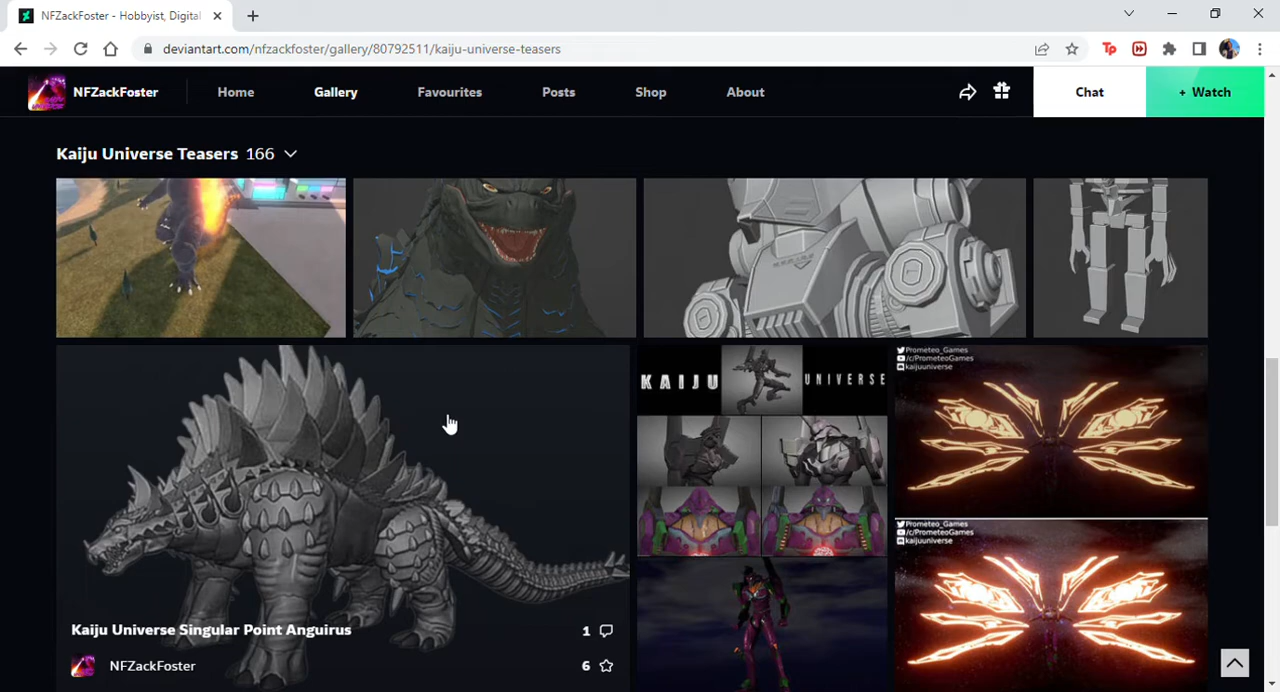 NFZackFoster - Hobbyist, Digital
deviantart.com/nfzackfoster/gallery/80792511/kaiju-universe-teasers
Tp
NFZackFoster
Home
Gallery
Favourites
Posts
Shop
About
Chat
+ Watch
Kaiju Universe Teasers 166
KAIJU
UNIVERSE
Prometeo_Games
/c/PrometeoGames
kaijuuniverse
Prometeo_Games
/c/PrometeoGames
kaijuuniverse
Kaiju Universe Singular Point Anguirus
1
NFZackFoster
6